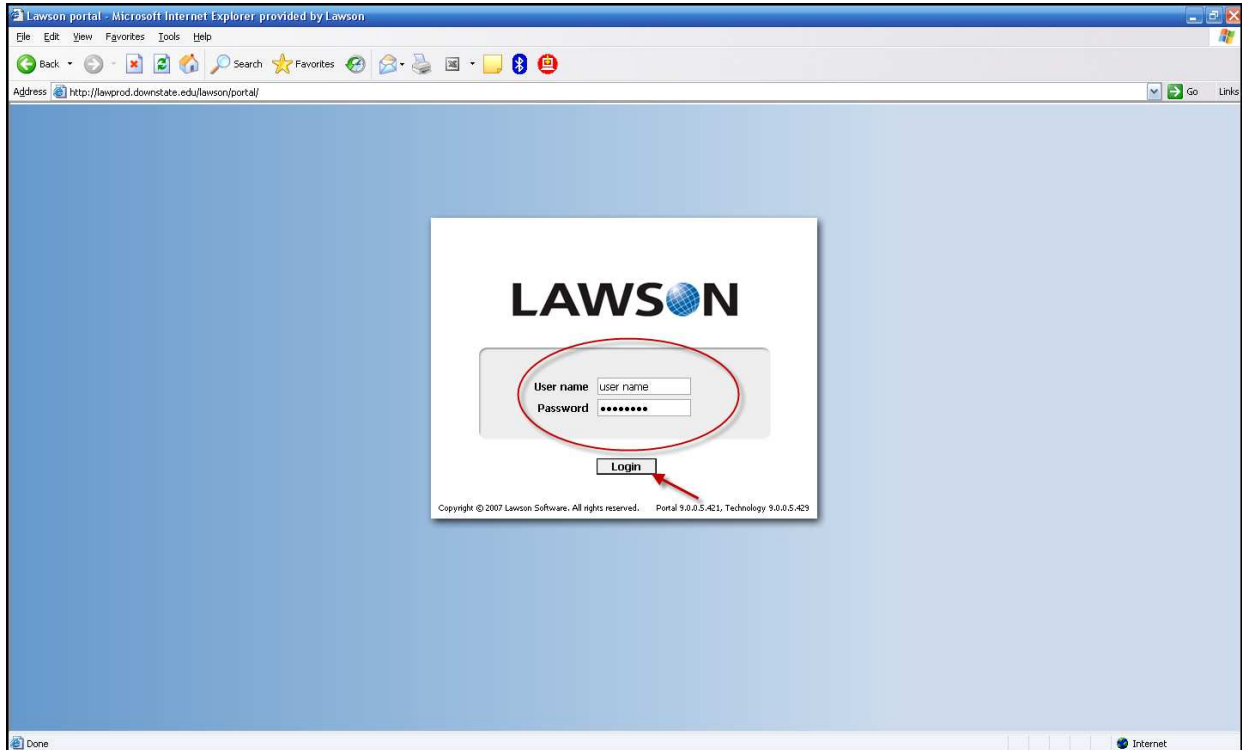 Lawson portal - Microsoft Internet Explorer provided by Lawson
File Edit View Favorites Tools Help
Back Search Favorites
Address http://lawprod.downstate.edu/lawson/portal/ Go Links
LAWSON
User name user name
Password ••••••••
Login
Copyright © 2007 Lawson Software. All rights reserved. Portal 9.0.0.5.421, Technology 9.0.0.5.429
Done Internet